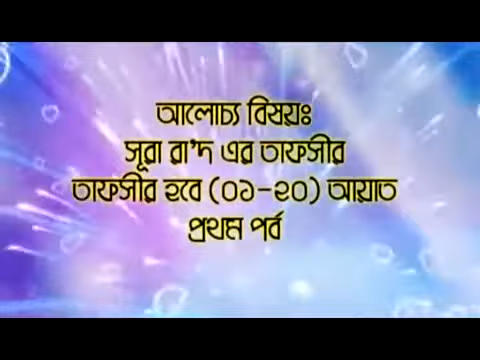 আলোচ্য বিষয়ঃ
সূরা রা'দ এর তাফসীর
তাফসীর হবে (০১-২০) আয়াত
প্রথম পর্ব